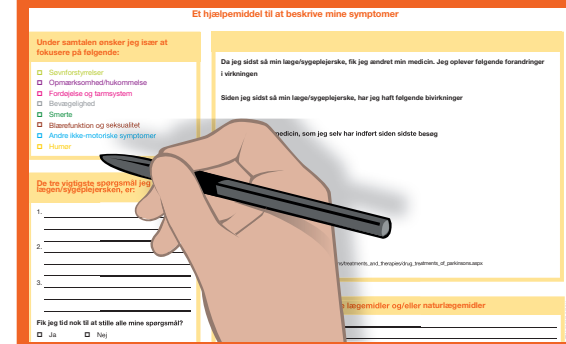 Et hjælpemiddel til at beskrive mine symptomer
Under samtalen ønsker jeg især at
fokusere på følgende:
Søvnforstyrrelser
Opmærksomhed/hukommelse
Fordøjelse og tarmsystem
Bevægelighed
Smerte
Blærefunktion og seksualitet
Andre ikke-motoriske symptomer
Humør
De tre vigtigste spørgsmål jeg
lægen/sygeplejersken, er:
1.
2.
3.
Fik jeg tid nok til at stille alle mine spørgsmål?
Ja Nej
Da jeg sidst så min læge/sygeplejerske, fik jeg ændret min medicin. Jeg oplever følgende forandringer
i virkningen
Siden jeg sidst så min læge/sygeplejerske, har jeg haft følgende bivirkninger
medicin, som jeg selv har indført siden sidste besøg
/treatments_and_therapies/drug_treatments_of_parkinsons.aspx
lægemidler og/eller naturlægemidler